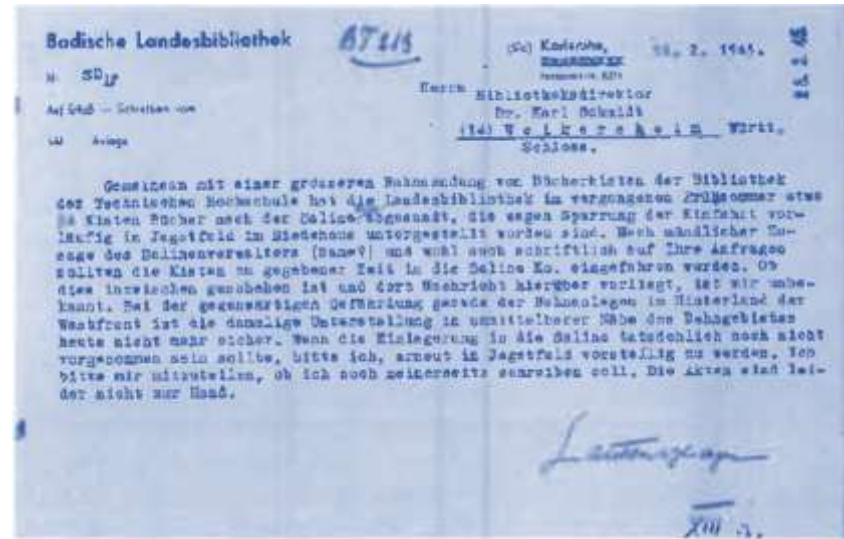 Badische Landesbibliothek
BT 213
Karlsruhe, 2. 1945.
Nr.
Auf Erlaß — Schreiben vom
Anlage
Herrn
Bibliotheksdirektor
Dr. Karl Schmidt
(14) Weikersheim Württ.
Schloss.
Gemeinsam mit einer grösseren Bahnsendung von Bücherkisten der Bibliothek
der Technischen Hochschule hat die Landesbibliothek im vergangenen Frühsommer etwa
Kisten Bücher nach der Saline abgesandt, die wegen Sperrung der Einfahrt vor-
läufig in Jagstfeld im Siedehaus untergestellt worden sind. Nach mündlicher Zu-
sage des Salinenverwalters (Name?) und wohl auch schriftlich auf Ihre Anfragen
sollten die Kisten zu gegebener Zeit in die Saline Ko. eingefahren werden. Ob
dies inzwischen geschehen ist und dort Nachricht hierüber vorliegt, ist mir unbe-
kannt. Bei der gegenwärtigen Gefährdung gerade der Bahnanlagen im Hinterland der
Westfront ist die damalige Unterstellung in unmittelbarer Nähe des Bahngebietes
heute nicht mehr sicher. Wenn die Einlagerung in die Saline tatsächlich noch nicht
vorgenommen sein sollte, bitte ich, erneut in Jagstfeld vorstellig zu werden. Ich
bitte mir mitzuteilen, ob ich auch meinerseits schreiben soll. Die Akten sind lei-
der nicht zur Hand.
XIII